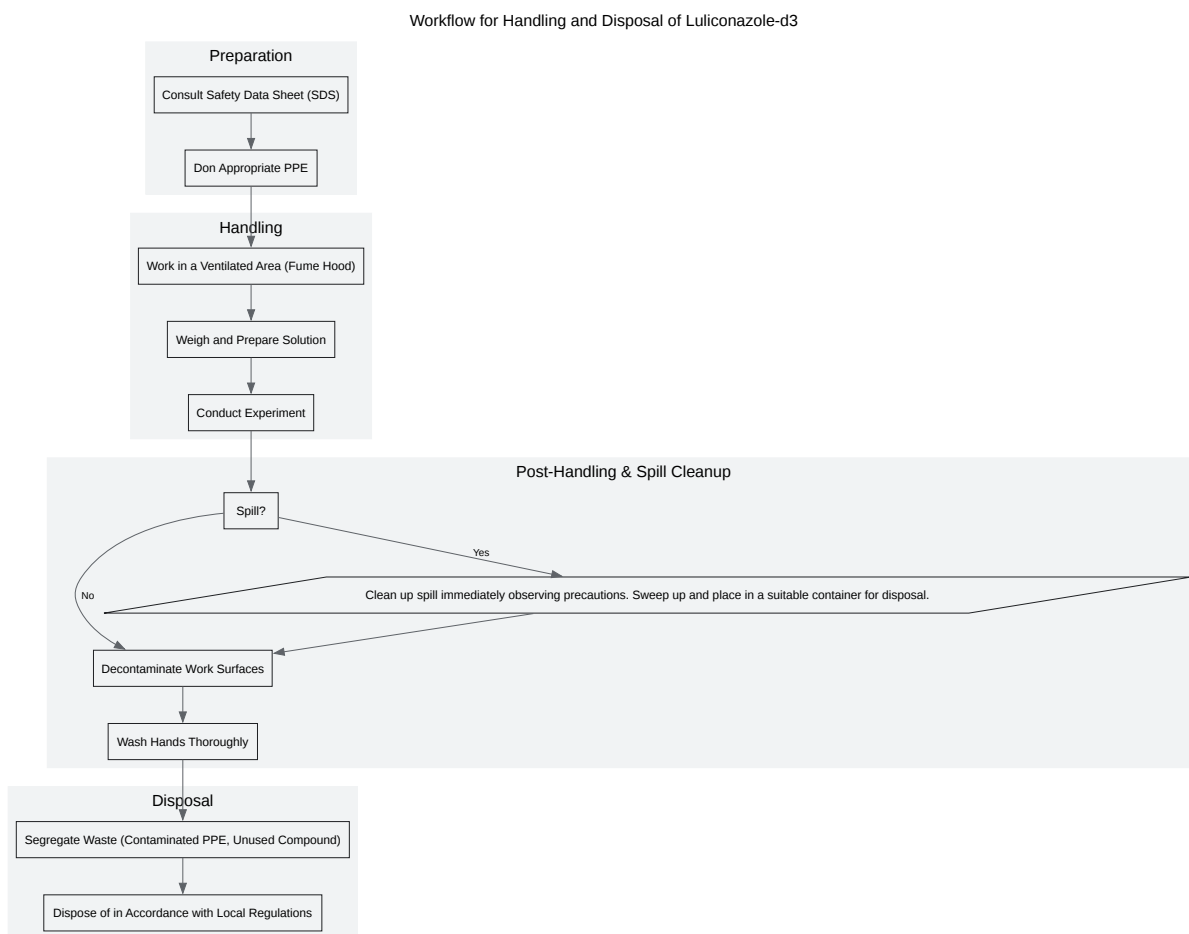 Workflow for Handling and Disposal of Luliconazole-d3
Preparation
Consult Safety Data Sheet (SDS)
Don Appropriate PPE
Handling
Work in a Ventilated Area (Fume Hood)
Weigh and Prepare Solution
Conduct Experiment
Post-Handling & Spill Cleanup
Spill?
Yes
No
Clean up spill immediately observing precautions. Sweep up and place in a suitable container for disposal.
Decontaminate Work Surfaces
Wash Hands Thoroughly
Disposal
Segregate Waste (Contaminated PPE, Unused Compound)
Dispose of in Accordance with Local Regulations